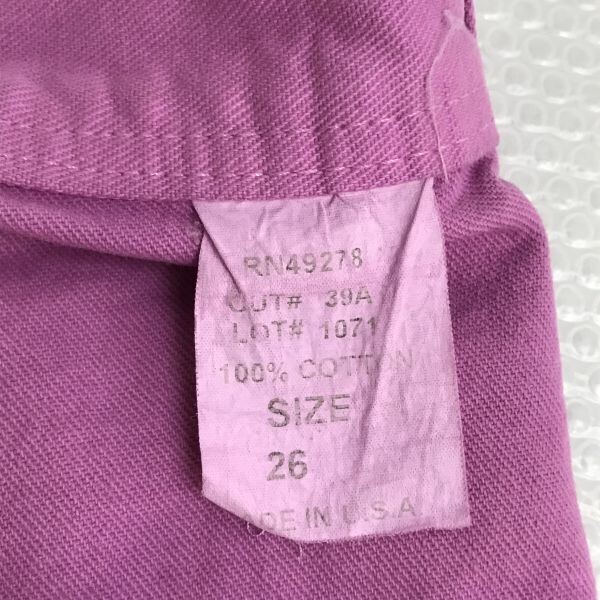 RN49278
CUT# 39A
LOT# 1071
100% COTTON
SIZE
26
MADE IN U.S.A